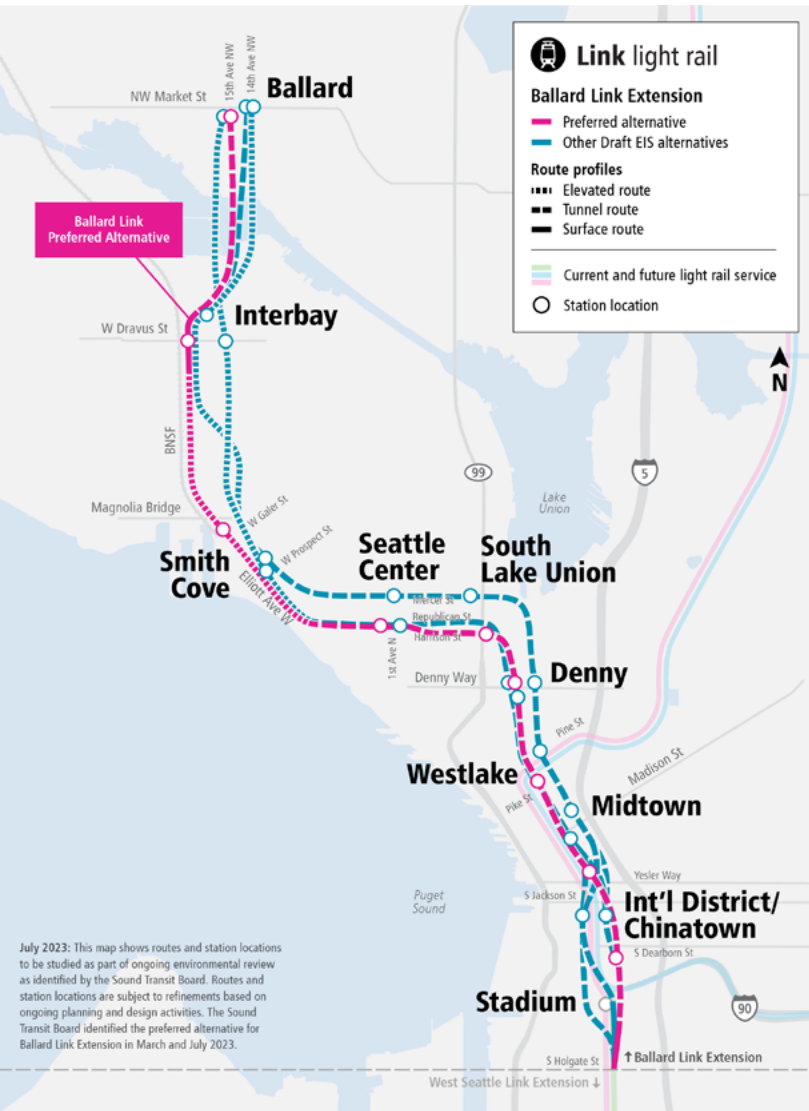 Link light rail
Ballard Link Extension
Preferred alternative
Other Draft EIS alternatives
Route profiles
Elevated route
Tunnel route
Surface route
Current and future light rail service
Station location
N
15th Ave NW
14th Ave NW
NW Market St
Ballard
Ballard Link
Preferred Alternative
Interbay
W Dravus St
BNSF
99
5
Lake
Union
Magnolia Bridge
W Galer St
W Prospect St
Smith
Cove
Elliott Ave W
Seattle
Center
South
Lake Union
Mercer St
Republican St
Harrison St
1st Ave N
Denny Way
Denny
Pine St
Westlake
Madison St
Pike St
Midtown
Yesler Way
Puget
Sound
S Jackson St
Int'l District/
Chinatown
S Dearborn St
Stadium
90
July 2023: This map shows routes and station locations
to be studied as part of ongoing environmental review
as identified by the Sound Transit Board. Routes and
station locations are subject to refinements based on
ongoing planning and design activities. The Sound
Transit Board identified the preferred alternative for
Ballard Link Extension in March and July 2023.
S Holgate St
↑Ballard Link Extension
West Seattle Link Extension ↓